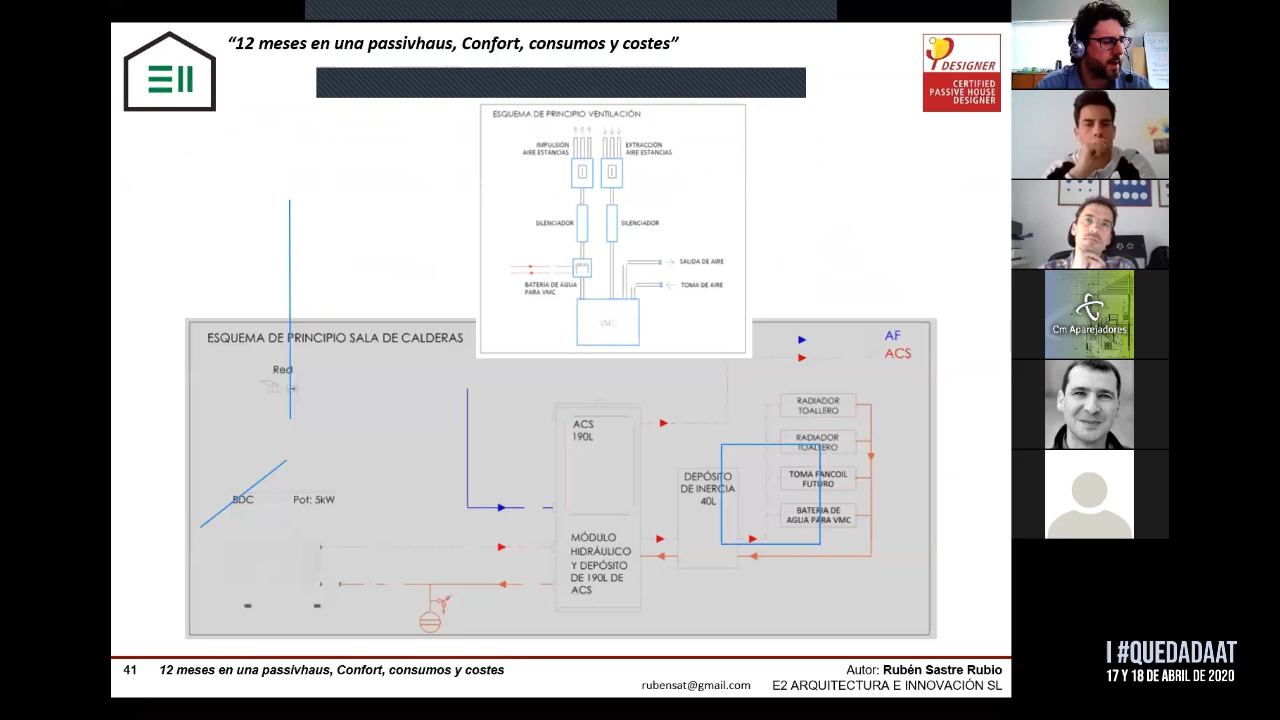 “12 meses en una passivhaus, Confort, consumos y costes”
DESIGNER
CERTIFIED
PASSIVE HOUSE
DESIGNER
ESQUEMA DE PRINCIPIO VENTILACIÓN
IMPULSIÓN
AIRE ESTANCIAS
EXTRACCIÓN
AIRE ESTANCIAS
SILENCIADOR
SILENCIADOR
SALIDA DE AIRE
BATERIA DE AGUA
PARA VMC
TOMA DE AIRE
VMC
ESQUEMA DE PRINCIPIO SALA DE CALDERAS
AF
ACS
Red
RADIADOR
TOALLERO
ACS
190L
RADIADOR
TOALLERO
DEPÓSITO
DE INERCIA
40L
TOMA FANCOIL
FUTURO
BDC
Pot: 5kW
BATERIA DE
AGUA PARA VMC
MÓDULO
HIDRÁULICO
Y DEPÓSITO
DE 190L DE
ACS
Cm Aparejadores
41
12 meses en una passivhaus, Confort, consumos y costes
Autor: Rubén Sastre Rubio
rubensat@gmail.com
E2 ARQUITECTURA E INNOVACIÓN SL
I #QUEDADAAT
17 Y 18 DE ABRIL DE 2020